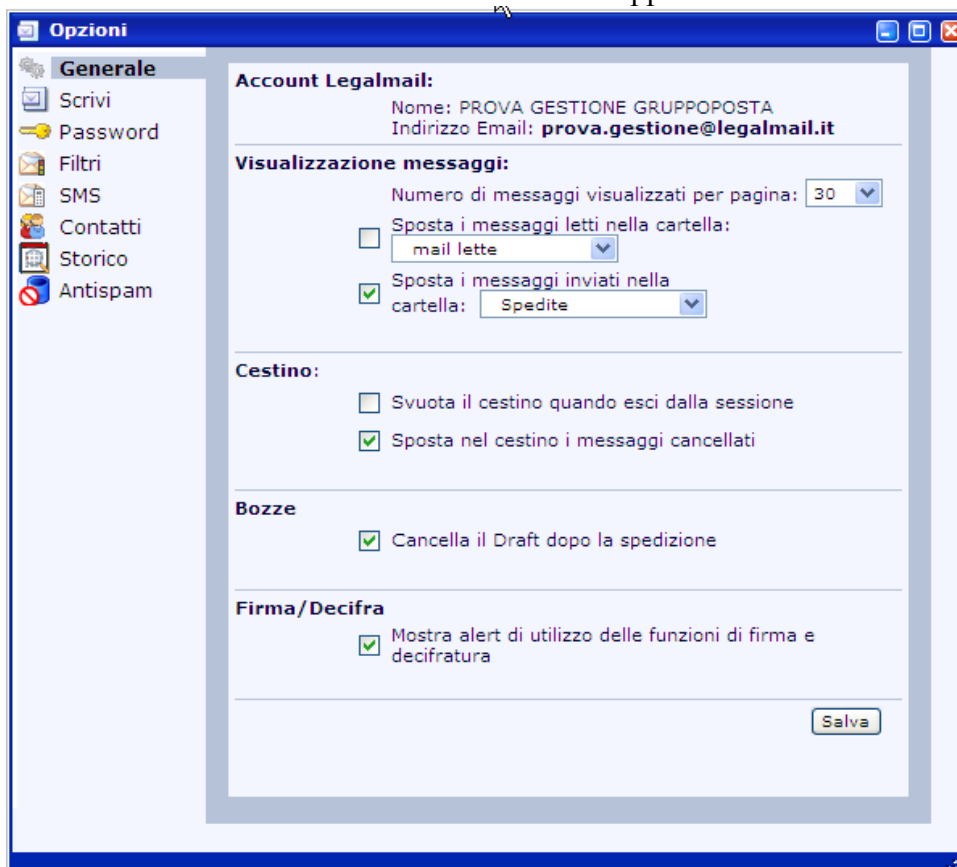 Opzioni
Generale
Scrivi
Password
Filtri
SMS
Contatti
Storico
Antispam
Account Legalmail:
Nome: PROVA GESTIONE GRUPPOPOSTA
Indirizzo Email: prova.gestione@legalmail.it
Visualizzazione messaggi:
Numero di messaggi visualizzati per pagina: 30
Sposta i messaggi letti nella cartella:
mail lette
Sposta i messaggi inviati nella
cartella: Spedite
Cestino:
Svuota il cestino quando esci dalla sessione
Sposta nel cestino i messaggi cancellati
Bozze
Cancella il Draft dopo la spedizione
Firma/Decifra
Mostra alert di utilizzo delle funzioni di firma e
decifratura
Salva